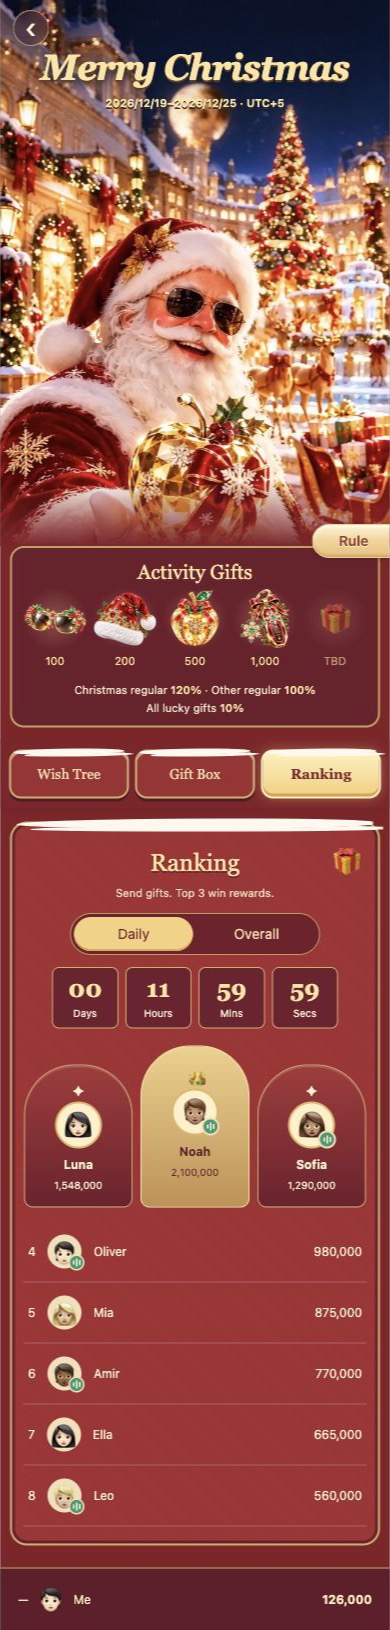 Merry Christmas
2026/12/19–2026/12/25 · UTC+5
Rule
Activity Gifts
100 200 500 1,000 TBD
Christmas regular 120% · Other regular 100%
All lucky gifts 10%
Wish Tree Gift Box Ranking
Ranking
Send gifts. Top 3 win rewards.
Daily Overall
00 11 59 59
Days Hours Mins Secs
Luna Noah Sofia
1,548,000 2,100,000 1,290,000
4 Oliver 980,000
5 Mia 875,000
6 Amir 770,000
7 Ella 665,000
8 Leo 560,000
— Me 126,000